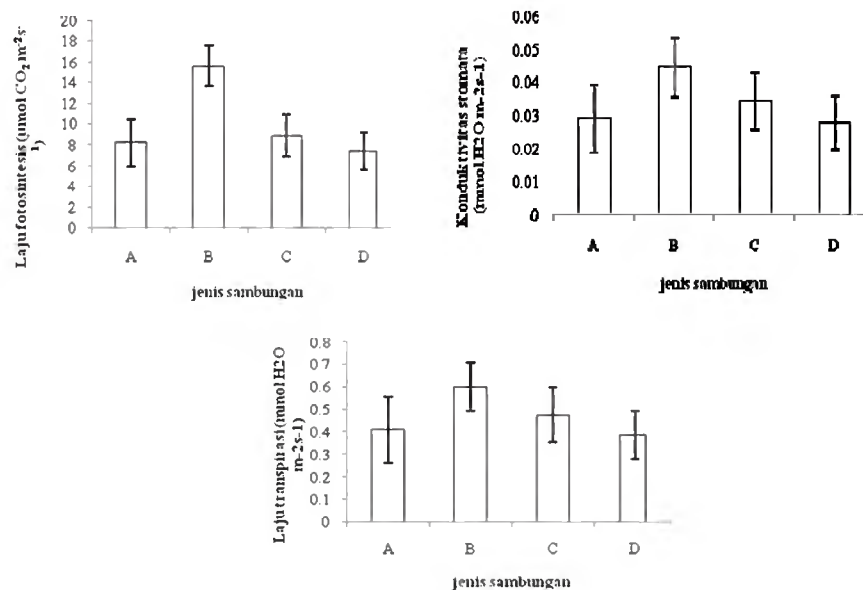 Laju fotosintesis (umol CO2 m-2s-
1)
20
18
16
14
12
10
8
6
4
2
0
A B C D
jenis sambungan
Konduktivitas stomata
(mmol H2O m-2s-1)
0.06
0.05
0.04
0.03
0.02
0.01
0
A B C D
jenis sambungan
Laju transpirasi (mmol H2O
m-2s-1)
0.8
0.7
0.6
0.5
0.4
0.3
0.2
0.1
0
A B C D
jenis sambungan